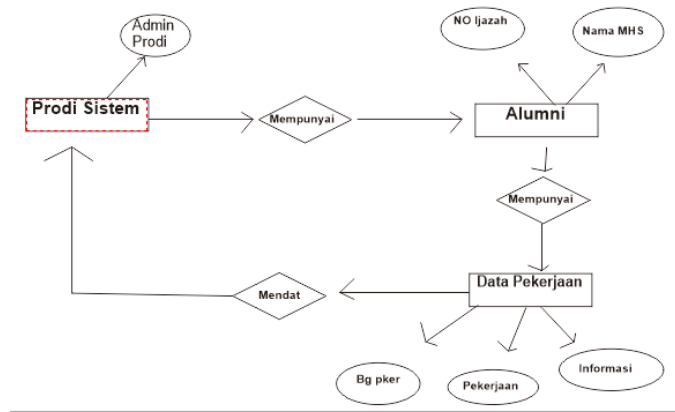 Admin
Prodi
NO Ijazah
Nama MHS
Prodi Sistem
Mempunyai
Alumni
Mempunyai
Data Pekerjaan
Mendat
Bg pker
Pekerjaan
Informasi